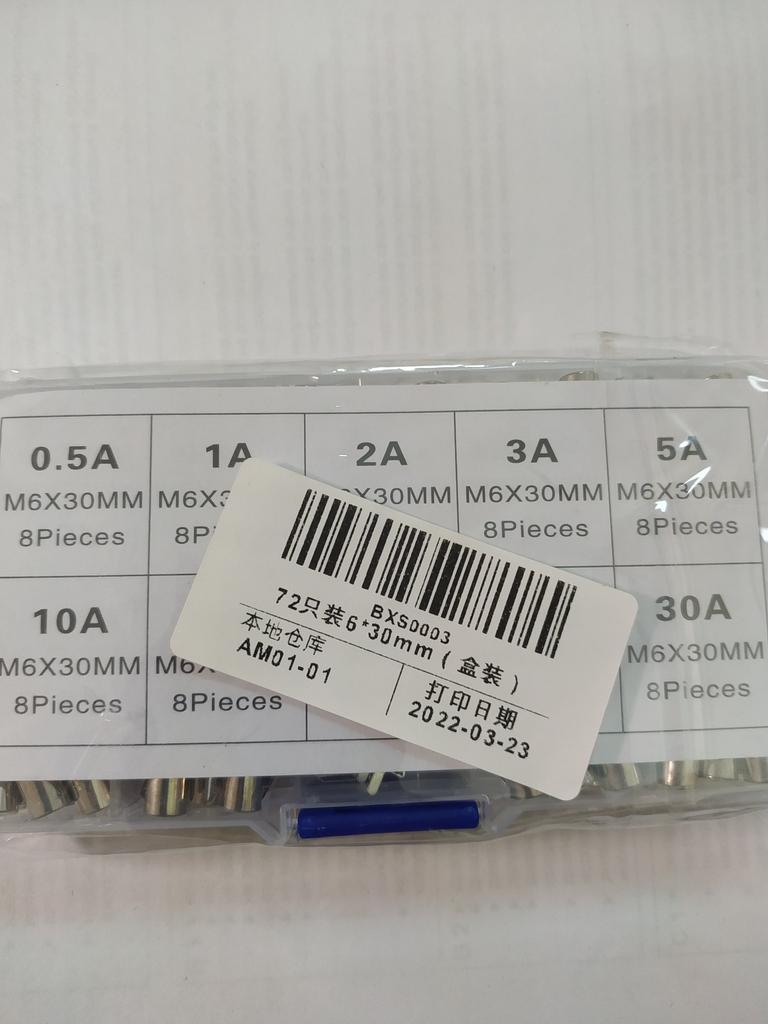 0.5A
M6X30MM
8Pieces
1A
2A
X30MM
3A
M6X30MM
8Pieces
5A
M6X30MM
8Pieces
10A
M6X30MM
8Pieces
8Pieces
30A
M6X30MM
8Pieces
BXS0003
72只装6*30mm(盒装)
本地仓库
AM01-01
打印日期
2022-03-23